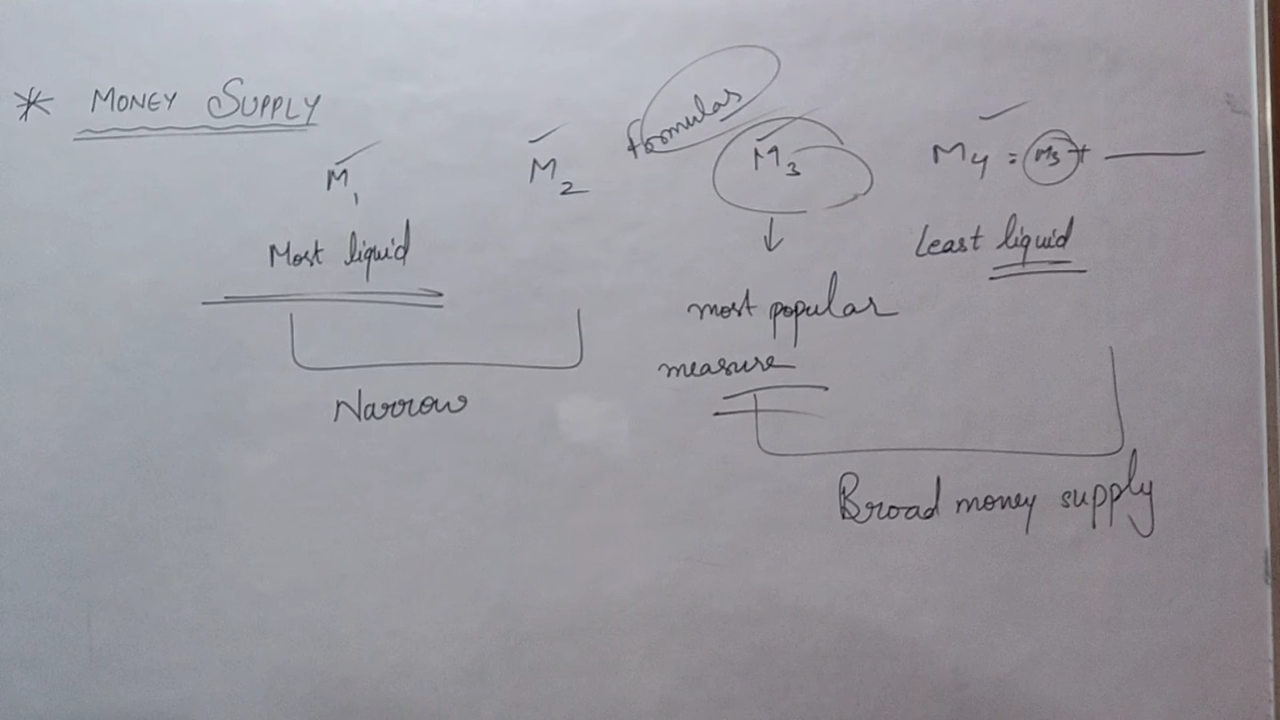 * MONEY SUPPLY
formulas
M1 M2 M3 M4 = M3 + ____
Most liquid
Least liquid
most popular
measure
Narrow
Broad money supply